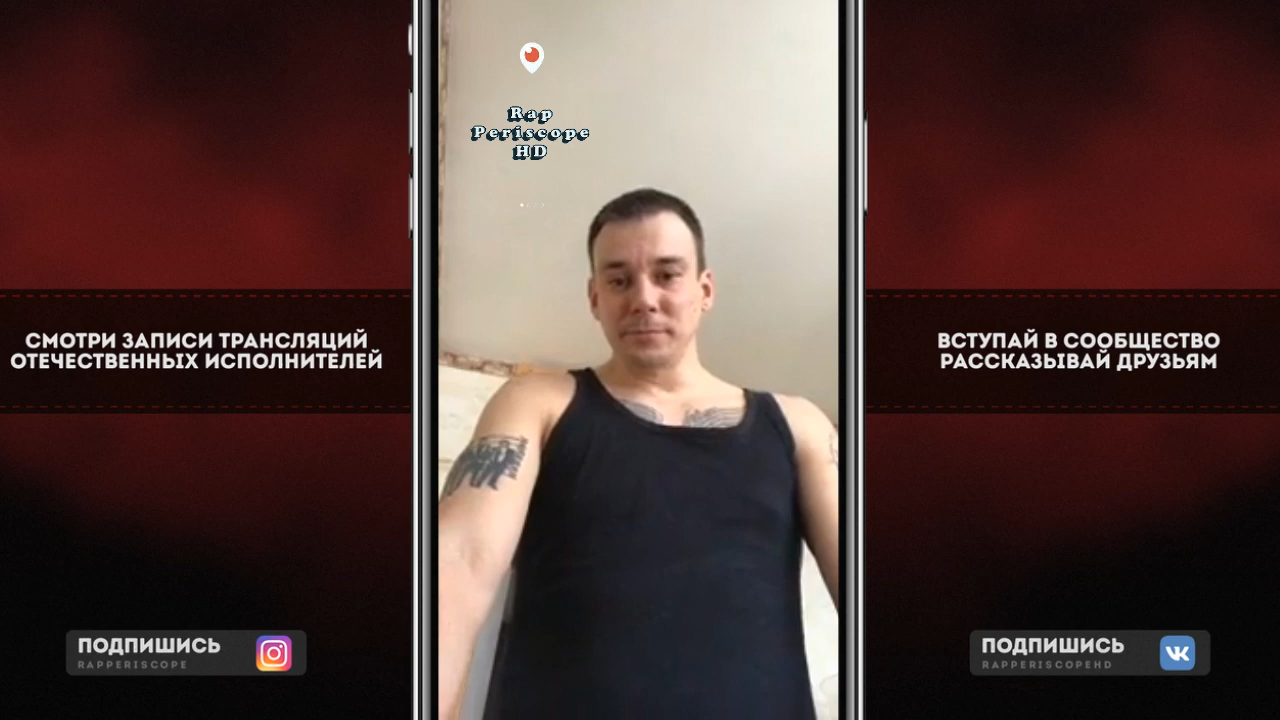 Rap
Periscope
HD
СМОТРИ ЗАПИСИ ТРАНСЛЯЦИЙ
ОТЕЧЕСТВЕННЫХ ИСПОЛНИТЕЛЕЙ
ВСТУПАЙ В СООБЩЕСТВО
РАССКАЗЫВАЙ ДРУЗЬЯМ
ПОДПИШИСЬ
RAPPERISCOPE
ПОДПИШИСЬ
RAPPERISCOPEHD